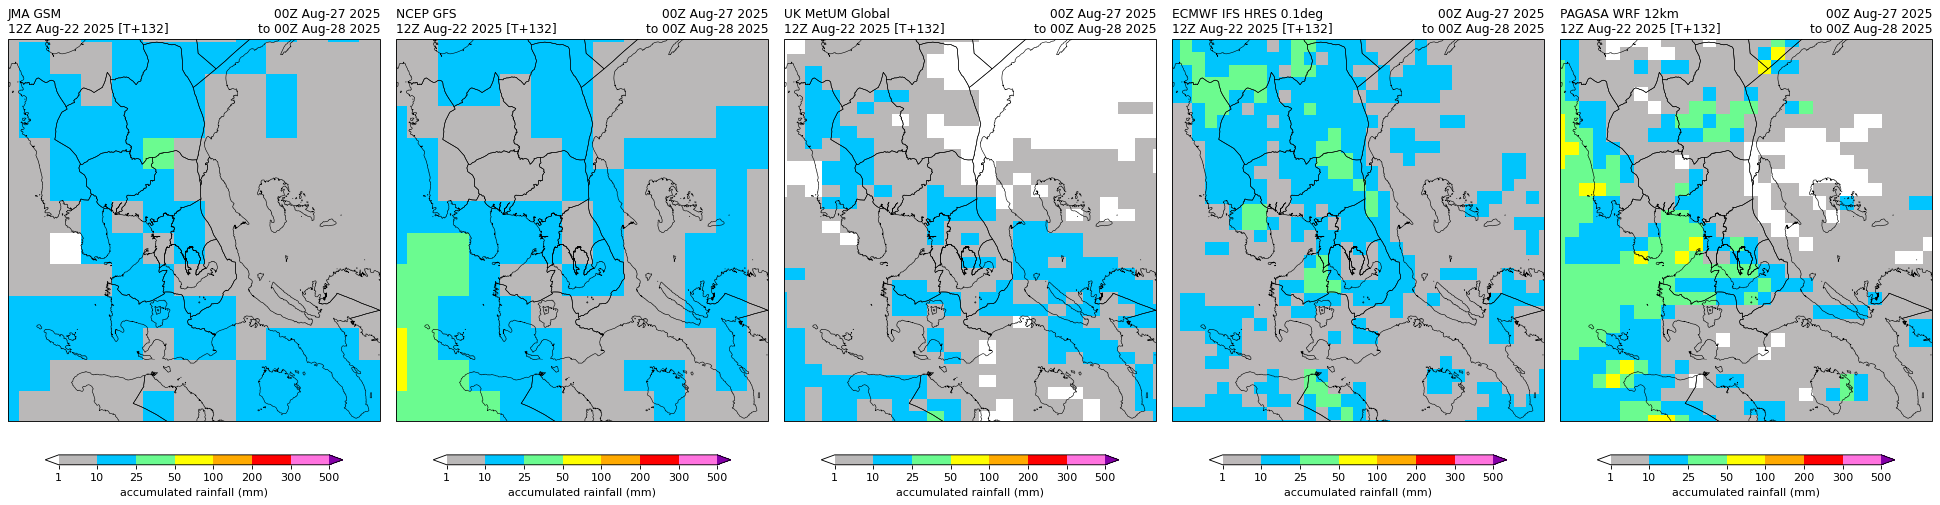 JMA GSM 00Z Aug-27 2025
12Z Aug-22 2025 [T+132] to 00Z Aug-28 2025
NCEP GFS 00Z Aug-27 2025
12Z Aug-22 2025 [T+132] to 00Z Aug-28 2025
UK MetUM Global 00Z Aug-27 2025
12Z Aug-22 2025 [T+132] to 00Z Aug-28 2025
ECMWF IFS HRES 0.1deg 00Z Aug-27 2025
12Z Aug-22 2025 [T+132] to 00Z Aug-28 2025
PAGASA WRF 12km 00Z Aug-27 2025
12Z Aug-22 2025 [T+132] to 00Z Aug-28 2025
1 10 25 50 100 200 300 500
accumulated rainfall (mm)
1 10 25 50 100 200 300 500
accumulated rainfall (mm)
1 10 25 50 100 200 300 500
accumulated rainfall (mm)
1 10 25 50 100 200 300 500
accumulated rainfall (mm)
1 10 25 50 100 200 300 500
accumulated rainfall (mm)